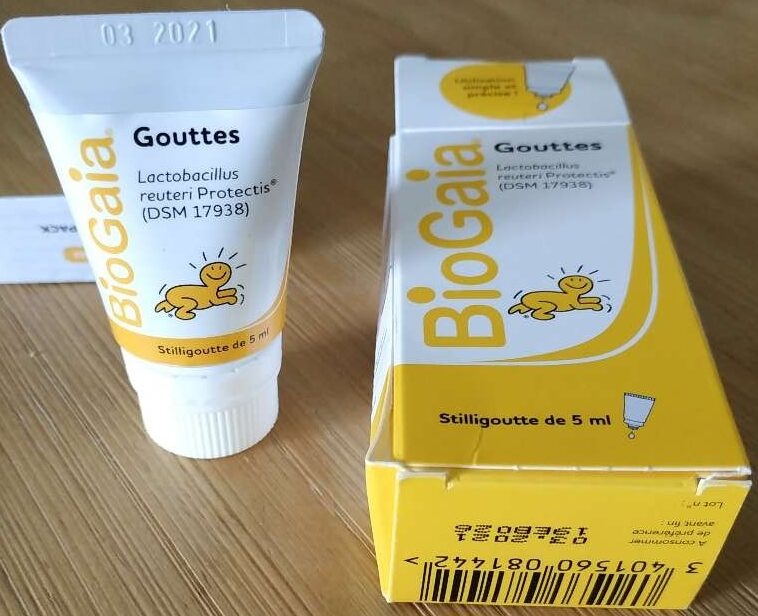 03 2021
BioGaia®
Gouttes
Lactobacillus
reuteri Protectis®
(DSM 17938)
Stilligoutte de 5 ml
PACK
Utilisation
simple et
précise !
BioGaia®
Gouttes
Lactobacillus
reuteri Protectis®
(DSM 17938)
Stilligoutte de 5 ml
A consommer
de préférence
avant fin :
Lot n° :
03.2021
3 401560 081442 >